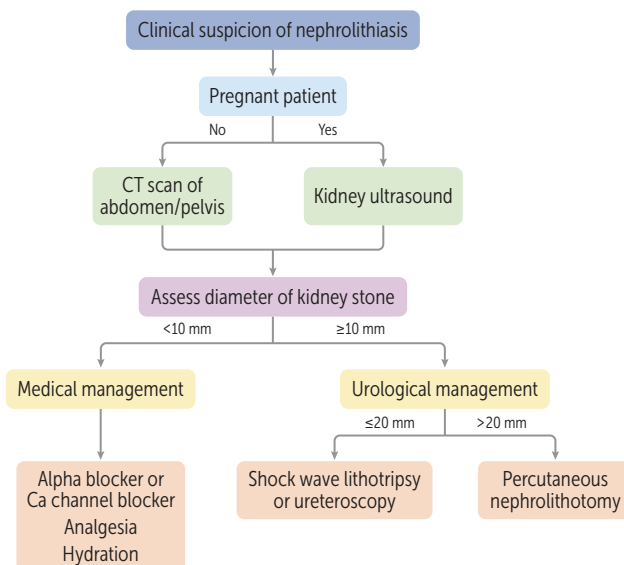 Clinical suspicion of nephrolithiasis
Pregnant patient
No
Yes
CT scan of
abdomen/pelvis
Kidney ultrasound
Assess diameter of kidney stone
<10 mm
≥10 mm
Medical management
Urological management
≤20 mm
>20 mm
Alpha blocker or
Ca channel blocker
Analgesia
Hydration
Shock wave lithotripsy
or ureteroscopy
Percutaneous
nephrolithotomy